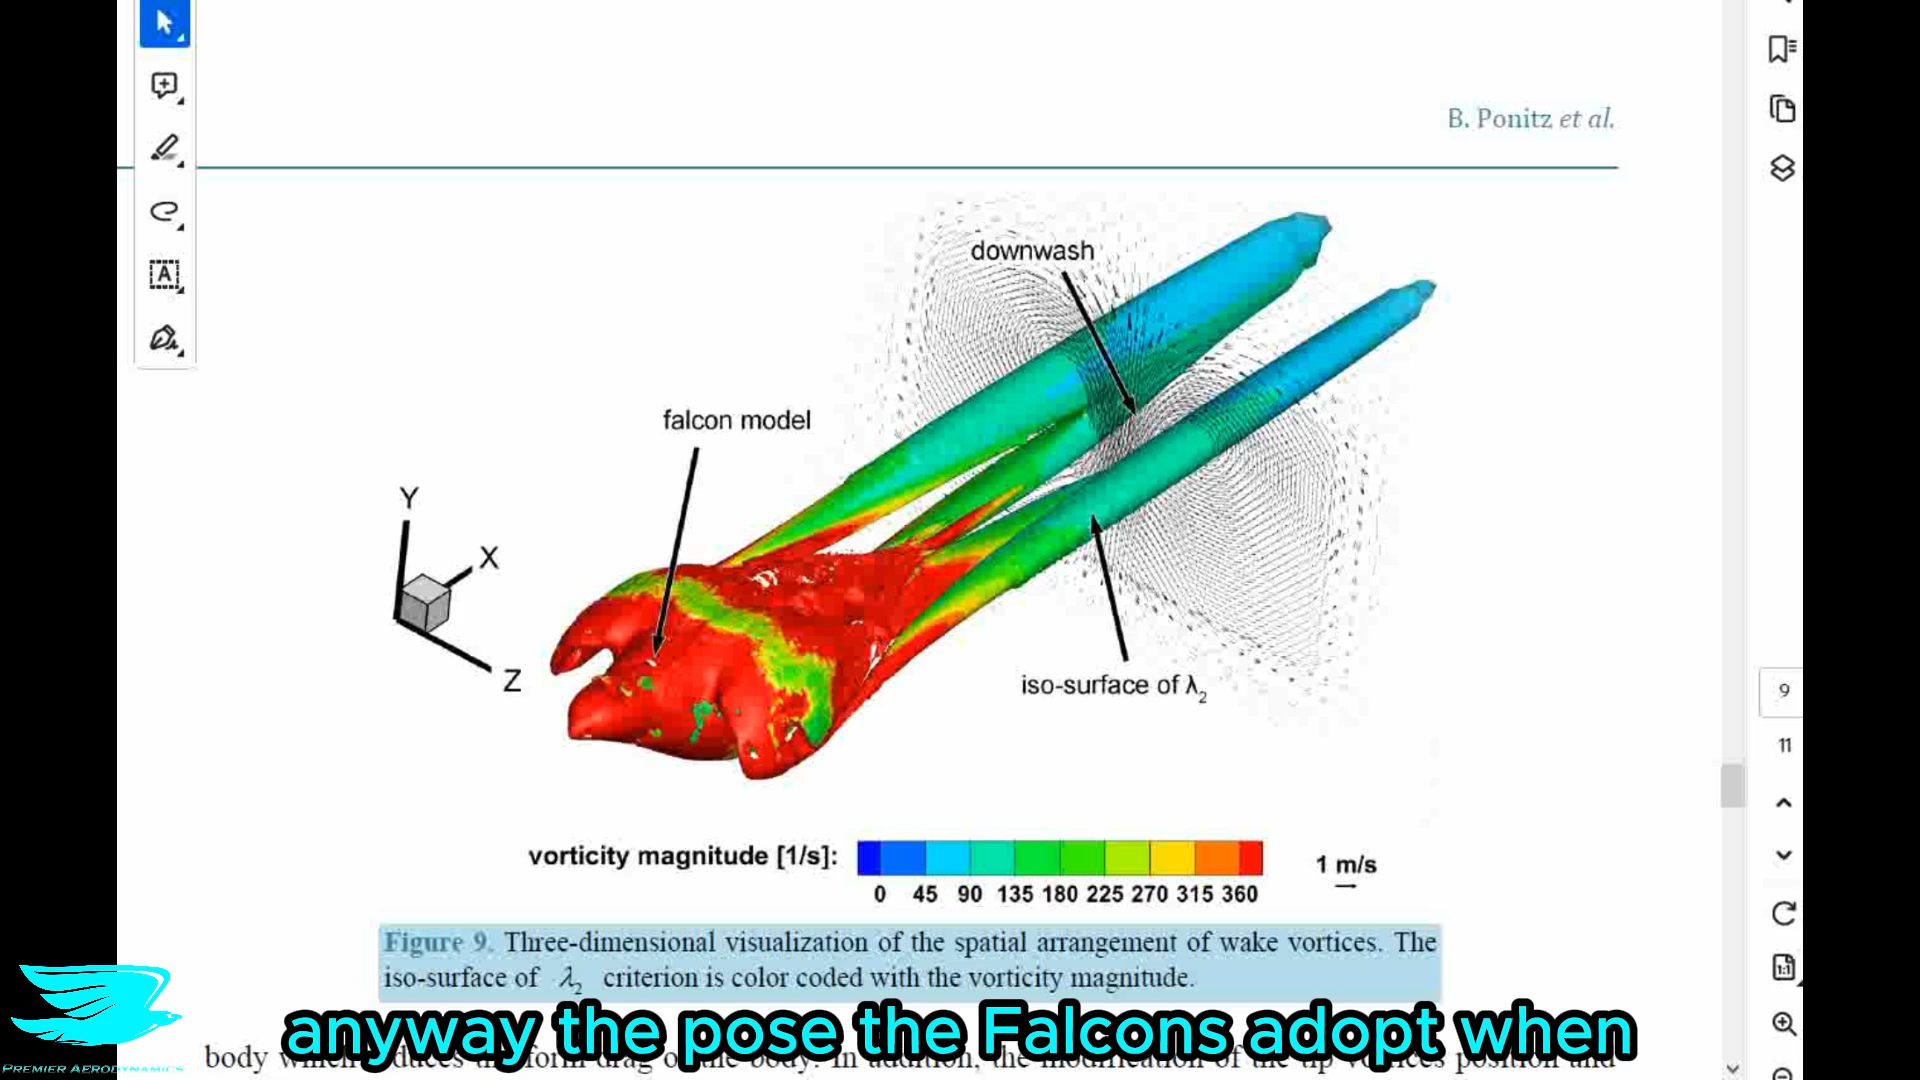 B. Ponitz et al.
downwash
falcon model
Y
X
Z
iso-surface of λ2
9
11
vorticity magnitude [1/s]:
1 m/s
0 45 90 135 180 225 270 315 360
Figure 9. Three-dimensional visualization of the spatial arrangement of wake vortices. The
iso-surface of λ2 criterion is color coded with the vorticity magnitude.
anyway the pose the Falcons adopt when
body
PREMIER AERODYNAMICS